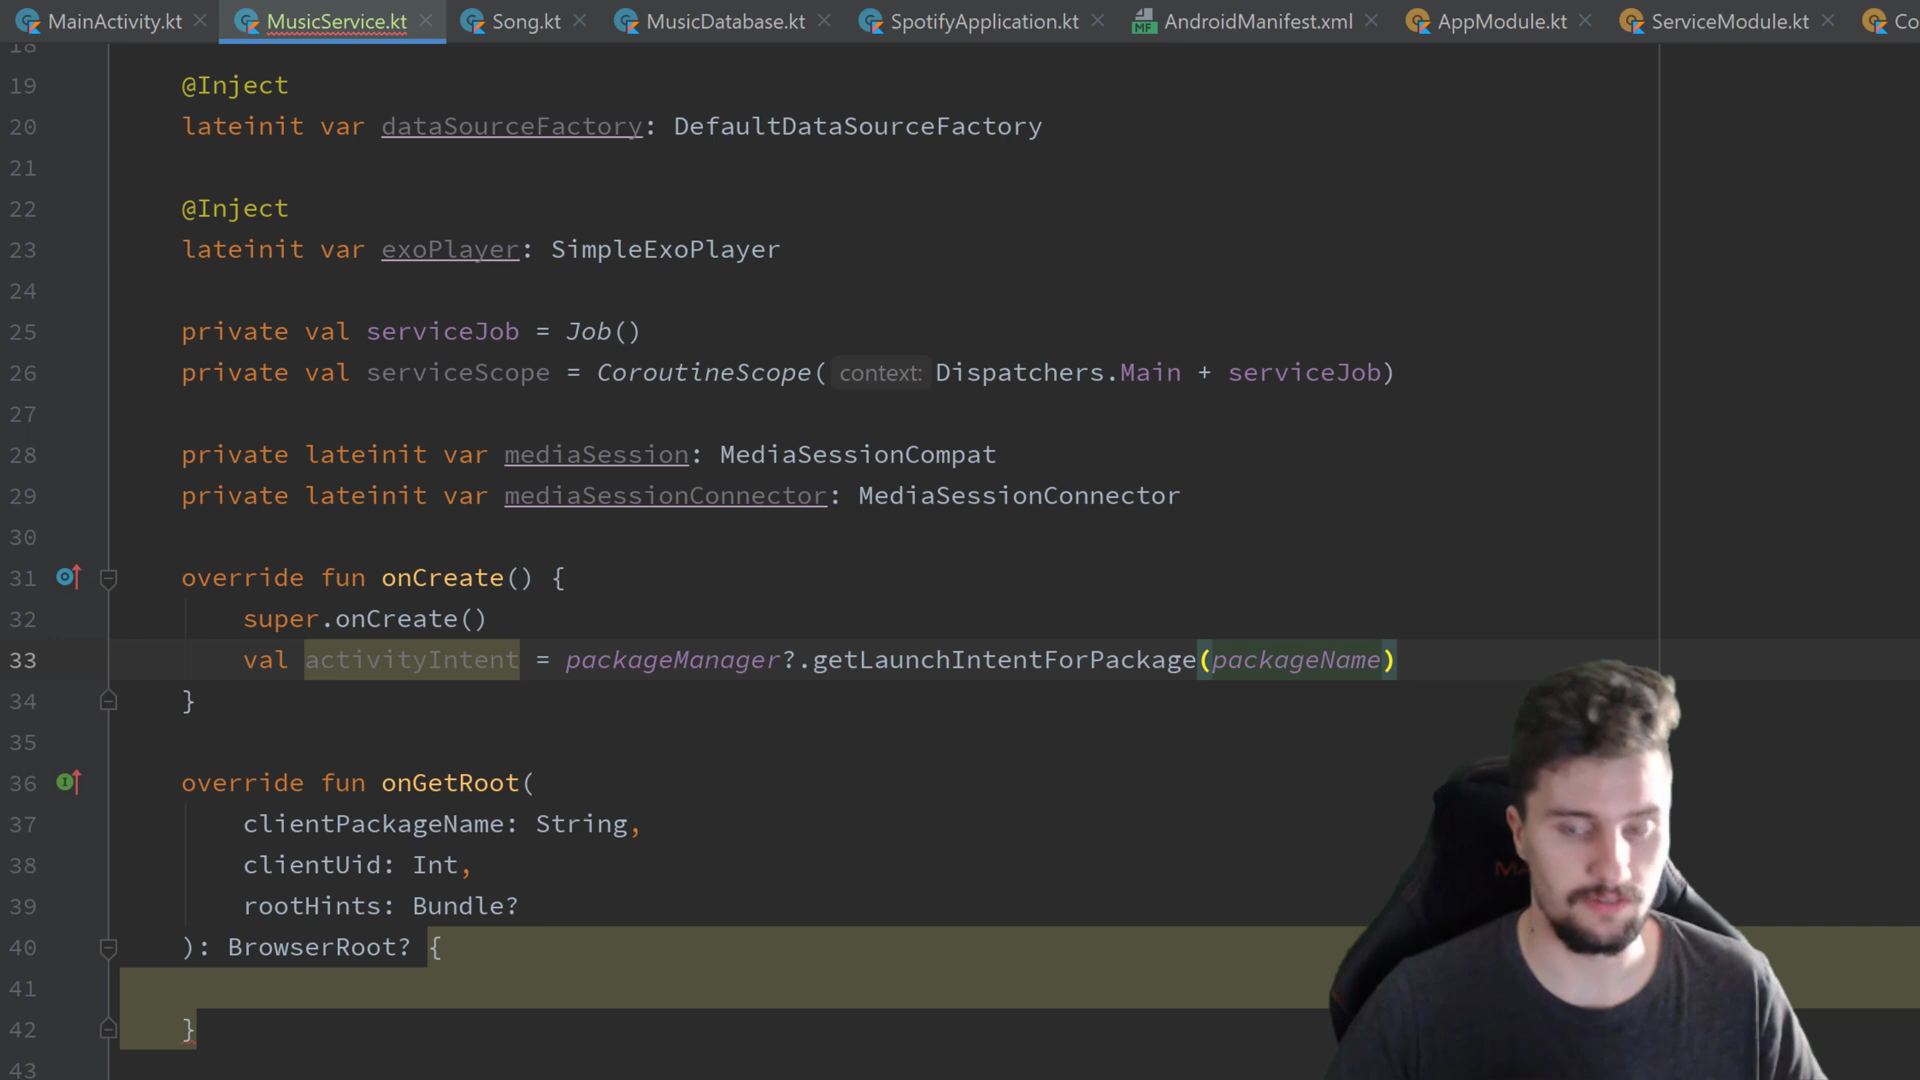 MainActivity.kt MusicService.kt Song.kt MusicDatabase.kt SpotifyApplication.kt AndroidManifest.xml AppModule.kt ServiceModule.kt Co
18
19 @Inject
20 lateinit var dataSourceFactory: DefaultDataSourceFactory
21
22 @Inject
23 lateinit var exoPlayer: SimpleExoPlayer
24
25 private val serviceJob = Job()
26 private val serviceScope = CoroutineScope( context: Dispatchers.Main + serviceJob)
27
28 private lateinit var mediaSession: MediaSessionCompat
29 private lateinit var mediaSessionConnector: MediaSessionConnector
30
31 override fun onCreate() {
32 super.onCreate()
33 val activityIntent = packageManager?.getLaunchIntentForPackage(packageName)
34 }
35
36 override fun onGetRoot(
37 clientPackageName: String,
38 clientUid: Int,
39 rootHints: Bundle?
40 ): BrowserRoot? {
41
42 }
43